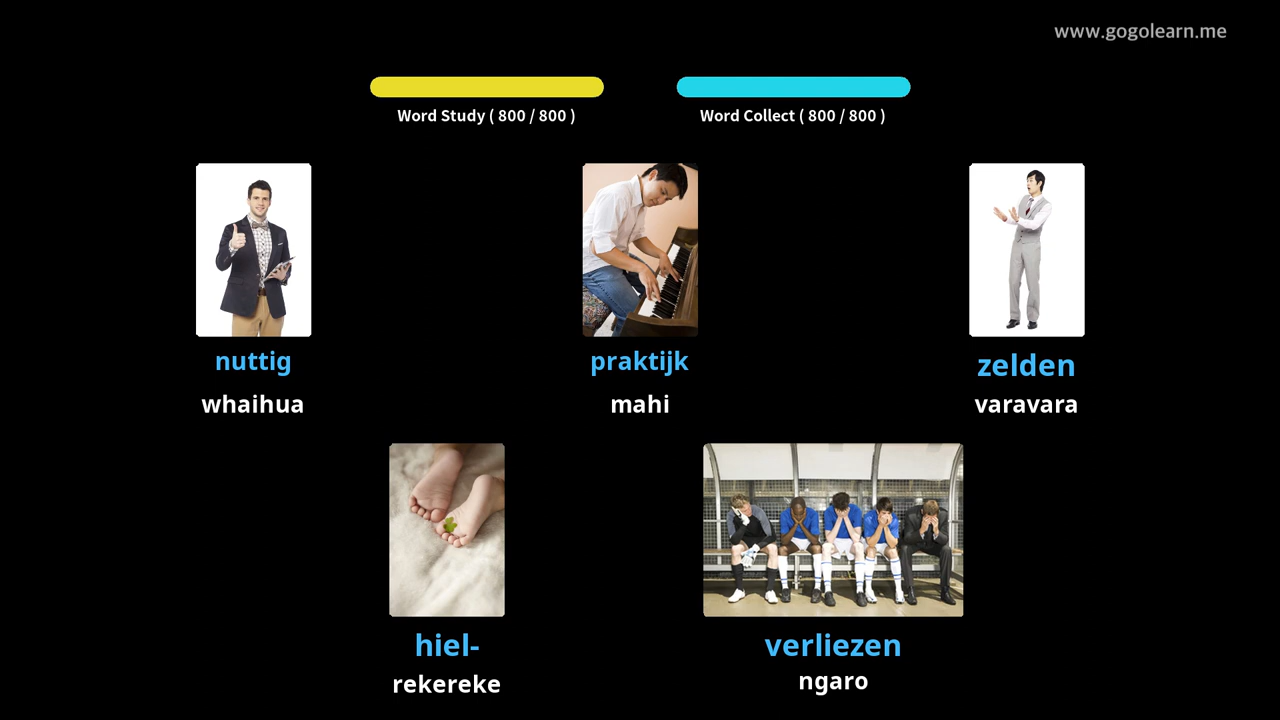 www.gogolearn.me
Word Study ( 800 / 800 )
Word Collect ( 800 / 800 )
nuttig
whaihua
praktijk
mahi
zelden
varavara
hiel-
rekereke
verliezen
ngaro